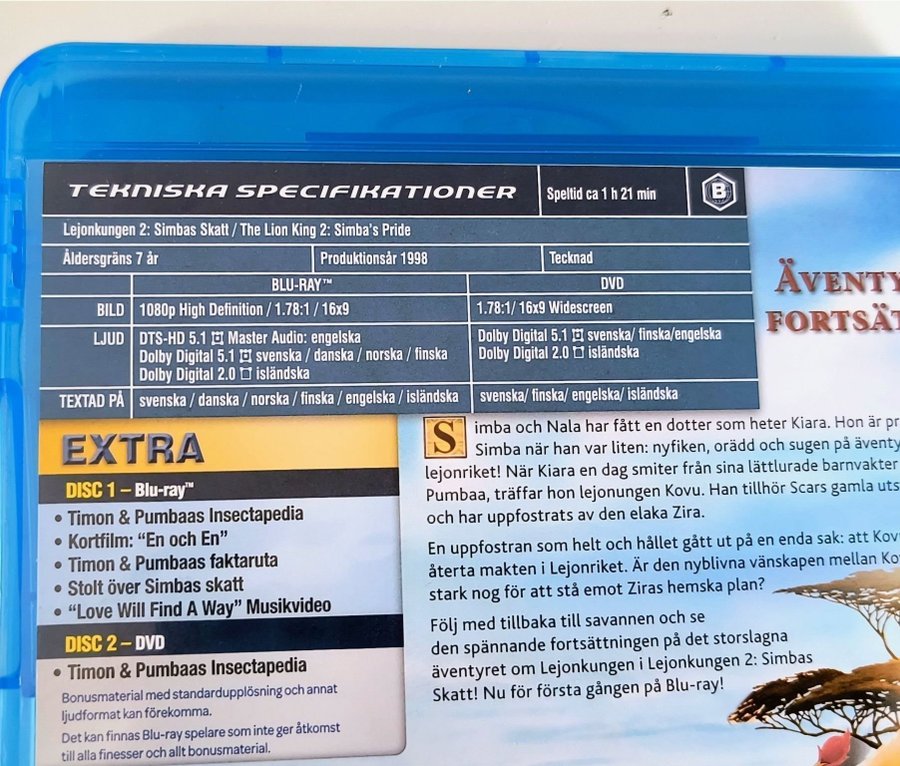 TEKNISKA SPECIFIKATIONER
Speltid ca 1 h 21 min
B
Lejonkungen 2: Simbas Skatt / The Lion King 2: Simba's Pride
Åldersgräns 7 år
Produktionsår 1998
Tecknad
BLU-RAY™
DVD
BILD
1080p High Definition / 1.78:1 / 16x9
1.78:1/ 16x9 Widescreen
LJUD
DTS-HD 5.1 Master Audio: engelska
Dolby Digital 5.1 svenska / danska / norska / finska
Dolby Digital 2.0 isländska
Dolby Digital 5.1 svenska/ finska/engelska
Dolby Digital 2.0 isländska
TEXTAD PÅ
svenska / danska / norska / finska / engelska / isländska
svenska/ finska/ engelska/ isländska
EXTRA
DISC 1 – Blu-ray™
• Timon & Pumbaas Insectapedia
• Kortfilm: "En och En"
• Timon & Pumbaas faktaruta
• Stolt över Simbas skatt
• "Love Will Find A Way" Musikvideo
DISC 2 – DVD
• Timon & Pumbaas Insectapedia
Bonusmaterial med standardupplösning och annat
ljudformat kan förekomma.
Det kan finnas Blu-ray spelare som inte ger åtkomst
till alla finesser och allt bonusmaterial.
ÄVENTY
FORTSÄT
Simba och Nala har fått en dotter som heter Kiara. Hon är pr
Simba när han var liten: nyfiken, orädd och sugen på äventy
lejonriket! När Kiara en dag smiter från sina lättlurade barnvakter
Pumbaa, träffar hon lejonungen Kovu. Han tillhör Scars gamla uts
och har uppfostrats av den elaka Zira.
En uppfostran som helt och hållet gått ut på en enda sak: att Kov
återta makten i Lejonriket. Är den nyblivna vänskapen mellan Ko
stark nog för att stå emot Ziras hemska plan?
Följ med tillbaka till savannen och se
den spännande fortsättningen på det storslagna
äventyret om Lejonkungen i Lejonkungen 2: Simbas
Skatt! Nu för första gången på Blu-ray!